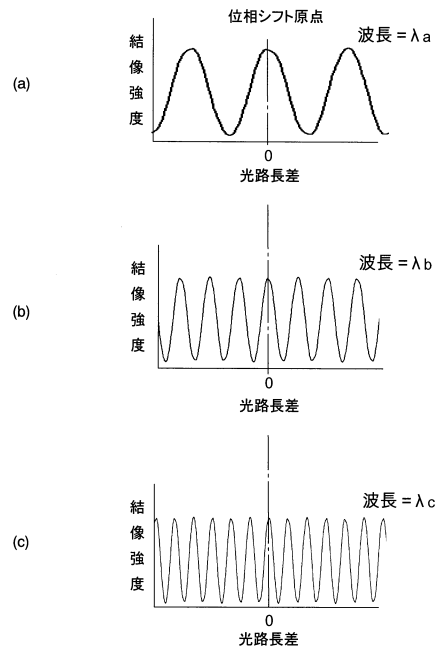 位相シフト原点
波長 = λa
(a)
結像強度
0
光路長差
波長 = λb
(b)
結像強度
0
光路長差
波長 = λc
(c)
結像強度
0
光路長差